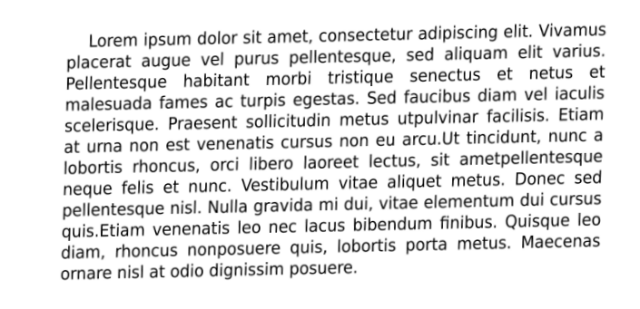 Lorem ipsum dolor sit amet, consectetur adipiscing elit. Vivamus
placerat augue vel purus pellentesque, sed aliquam elit varius.
Pellentesque habitant morbi tristique senectus et netus et
malesuada fames ac turpis egestas. Sed faucibus diam vel iaculis
scelerisque. Praesent sollicitudin metus utpulvinar facilisis. Etiam
at urna non est venenatis cursus non eu arcu.Ut tincidunt, nunc a
lobortis rhoncus, orci libero laoreet lectus, sit ametpellentesque
neque felis et nunc. Vestibulum vitae aliquet metus. Donec sed
pellentesque nisl. Nulla gravida mi dui, vitae elementum dui cursus
quis.Etiam venenatis leo nec lacus bibendum finibus. Quisque leo
diam, rhoncus nonposuere quis, lobortis porta metus. Maecenas
ornare nisl at odio dignissim posuere.